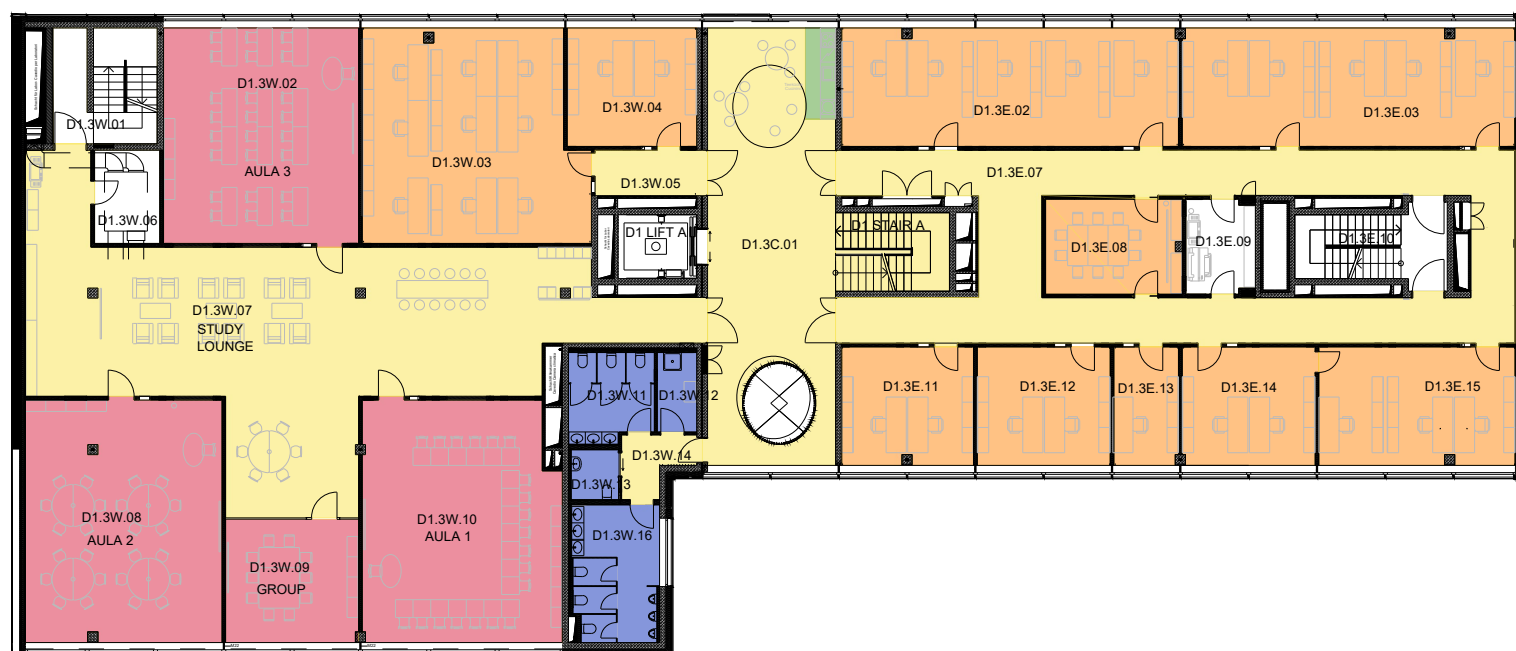 D1.3W.01
D1.3W.02
AULA 3
D1.3W.03
D1.3W.04
D1.3E.02
D1.3E.03
D1.3W.05
D1.3E.07
D1.3W.06
D1 LIFT A
D1.3C.01
D1 STAIR A
D1.3E.08
D1.3E.09
D1.3E.10
D1.3W.07
STUDY
LOUNGE
D1.3W.11
D1.3W.12
D1.3E.11
D1.3E.12
D1.3E.13
D1.3E.14
D1.3E.15
D1.3W.14
D1.3W.13
D1.3W.08
AULA 2
D1.3W.10
AULA 1
D1.3W.16
D1.3W.09
GROUP